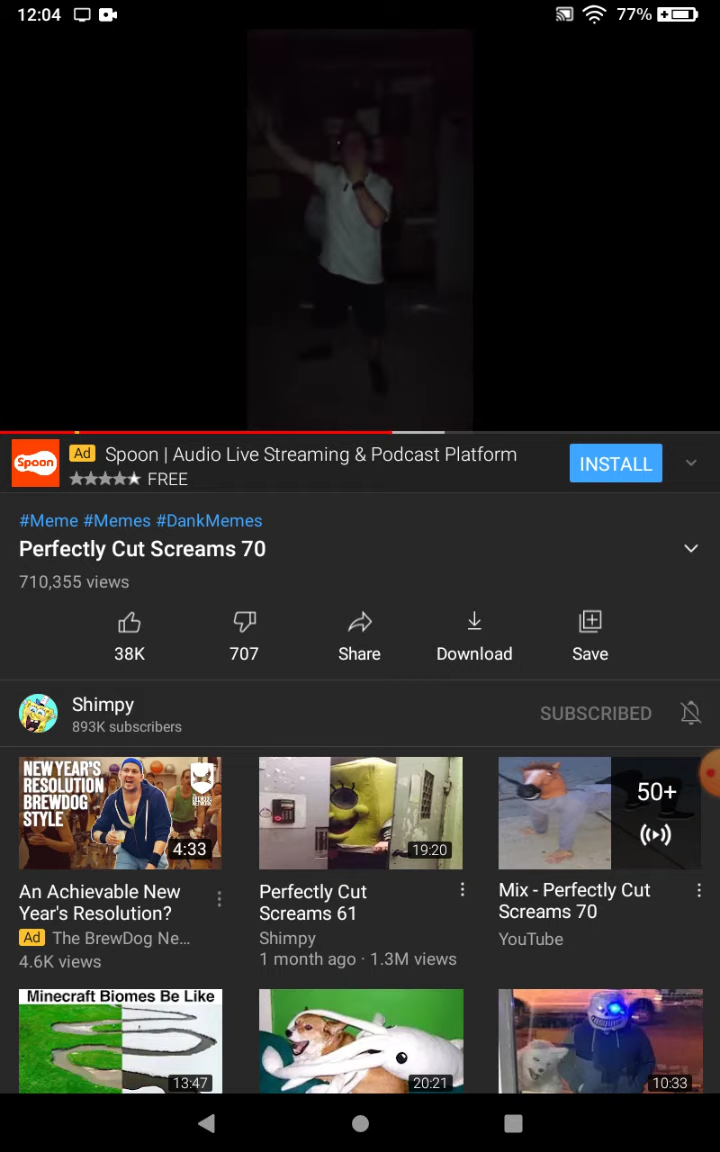 12:04 77%
Spoon
Ad Spoon | Audio Live Streaming & Podcast Platform
FREE
INSTALL
#Meme #Memes #DankMemes
Perfectly Cut Screams 70
710,355 views
38K 707 Share Download Save
Shimpy
893K subscribers
SUBSCRIBED
NEW YEAR'S
RESOLUTION
BREWDOG
STYLE
4:33
An Achievable New
Year's Resolution?
Ad The BrewDog Ne...
4.6K views
19:20
Perfectly Cut
Screams 61
Shimpy
1 month ago · 1.3M views
50+
Mix - Perfectly Cut
Screams 70
YouTube
Minecraft Biomes Be Like
13:47
20:21
10:33